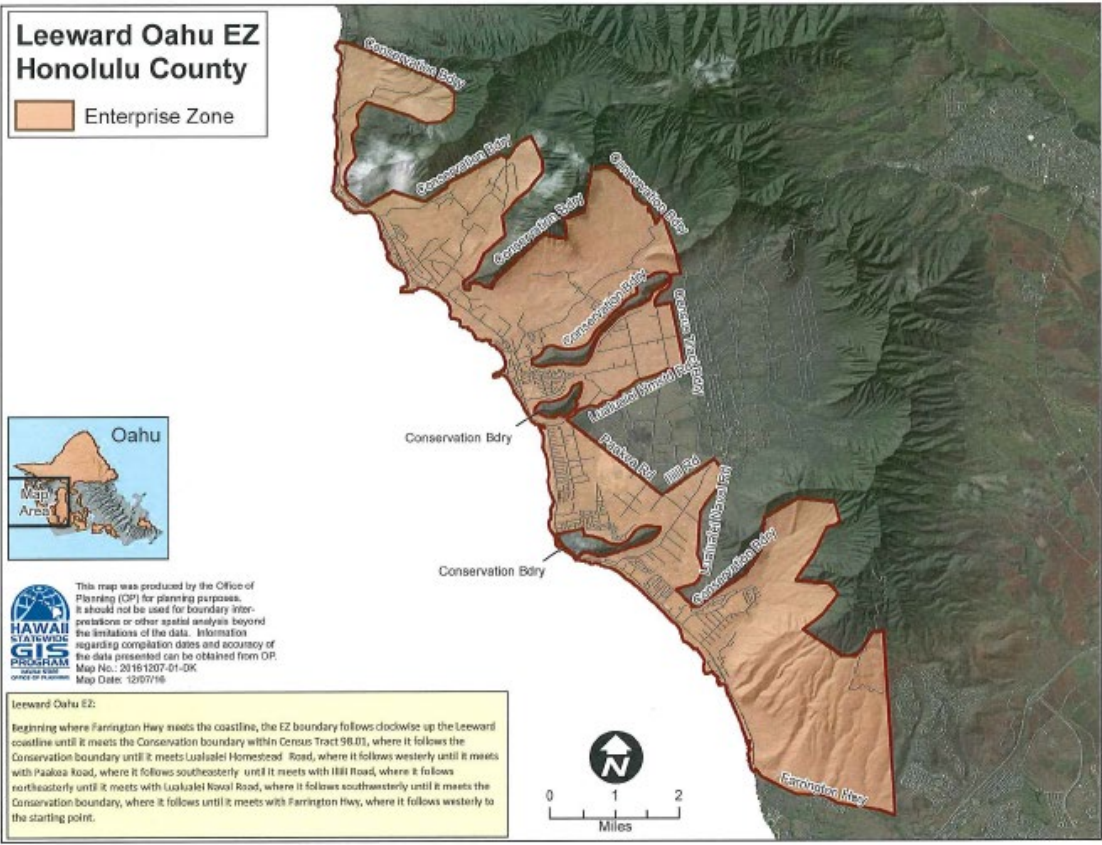 Leeward Oahu EZ
Honolulu County
Enterprise Zone
Conservation Bdry
Conservation Bdry
Conservation Bdry
Conservation Bdry
Conservation Bdry
Census Tract Bdry
Lualualei Hmstd Rd
Conservation Bdry
Paakea Rd
Ilili Rd
Lualualei Naval Rd
Conservation Bdry
Conservation Bdry
Farrington Hwy
Oahu
Map
Area
HAWAII
STATEWIDE
GIS
PROGRAM
This map was produced by the Office of
Planning (OP) for planning purposes.
It should not be used for boundary inter-
pretations or other spatial analysis beyond
the limitations of the data. Information
regarding compilation dates and accuracy of
the data presented can be obtained from OP.
Map No.: 20161207-01-DK
Map Date: 12/07/16
Leeward Oahu EZ:
Beginning where Farrington Hwy meets the coastline, the EZ boundary follows clockwise up the Leeward
coastline until it meets the Conservation boundary within Census Tract 98.01, where it follows the
Conservation boundary until it meets Lualualei Homestead Road, where it follows westerly until it meets
with Paakea Road, where it follows southeasterly until it meets with Ilili Road, where it follows
northeasterly until it meets with Lualualei Naval Road, where it follows southwesterly until it meets the
Conservation boundary, where it follows until it meets with Farrington Hwy, where it follows westerly to
the starting point.
N
0 1 2
Miles